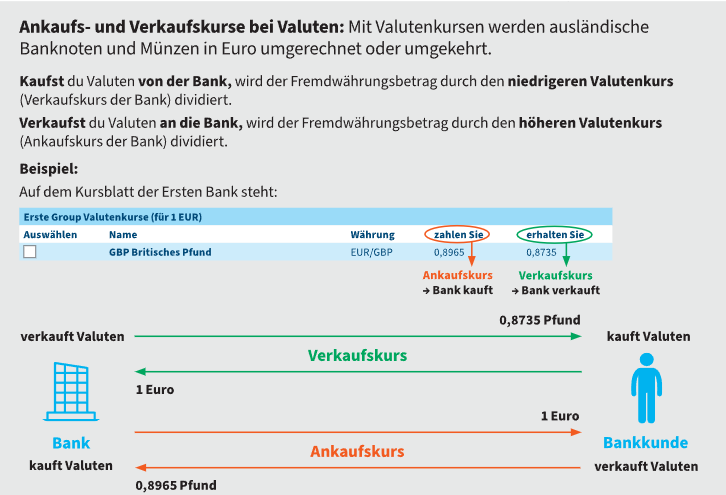 Ankaufs- und Verkaufskurse bei Valuten: Mit Valutenkursen werden ausländische
Banknoten und Münzen in Euro umgerechnet oder umgekehrt.
Kaufst du Valuten von der Bank, wird der Fremdwährungsbetrag durch den niedrigeren Valutenkurs
(Verkaufskurs der Bank) dividiert.
Verkaufst du Valuten an die Bank, wird der Fremdwährungsbetrag durch den höheren Valutenkurs
(Ankaufskurs der Bank) dividiert.
Beispiel:
Auf dem Kursblatt der Ersten Bank steht:
Erste Group Valutenkurse (für 1 EUR)
Auswählen Name Währung zahlen Sie erhalten Sie
GBP Britisches Pfund EUR/GBP 0,8965 0,8735
Ankaufskurs Verkaufskurs
→ Bank kauft → Bank verkauft
0,8735 Pfund
verkauft Valuten kauft Valuten
Verkaufskurs
1 Euro
1 Euro
Bank Bankkunde
Ankaufskurs
kauft Valuten verkauft Valuten
0,8965 Pfund